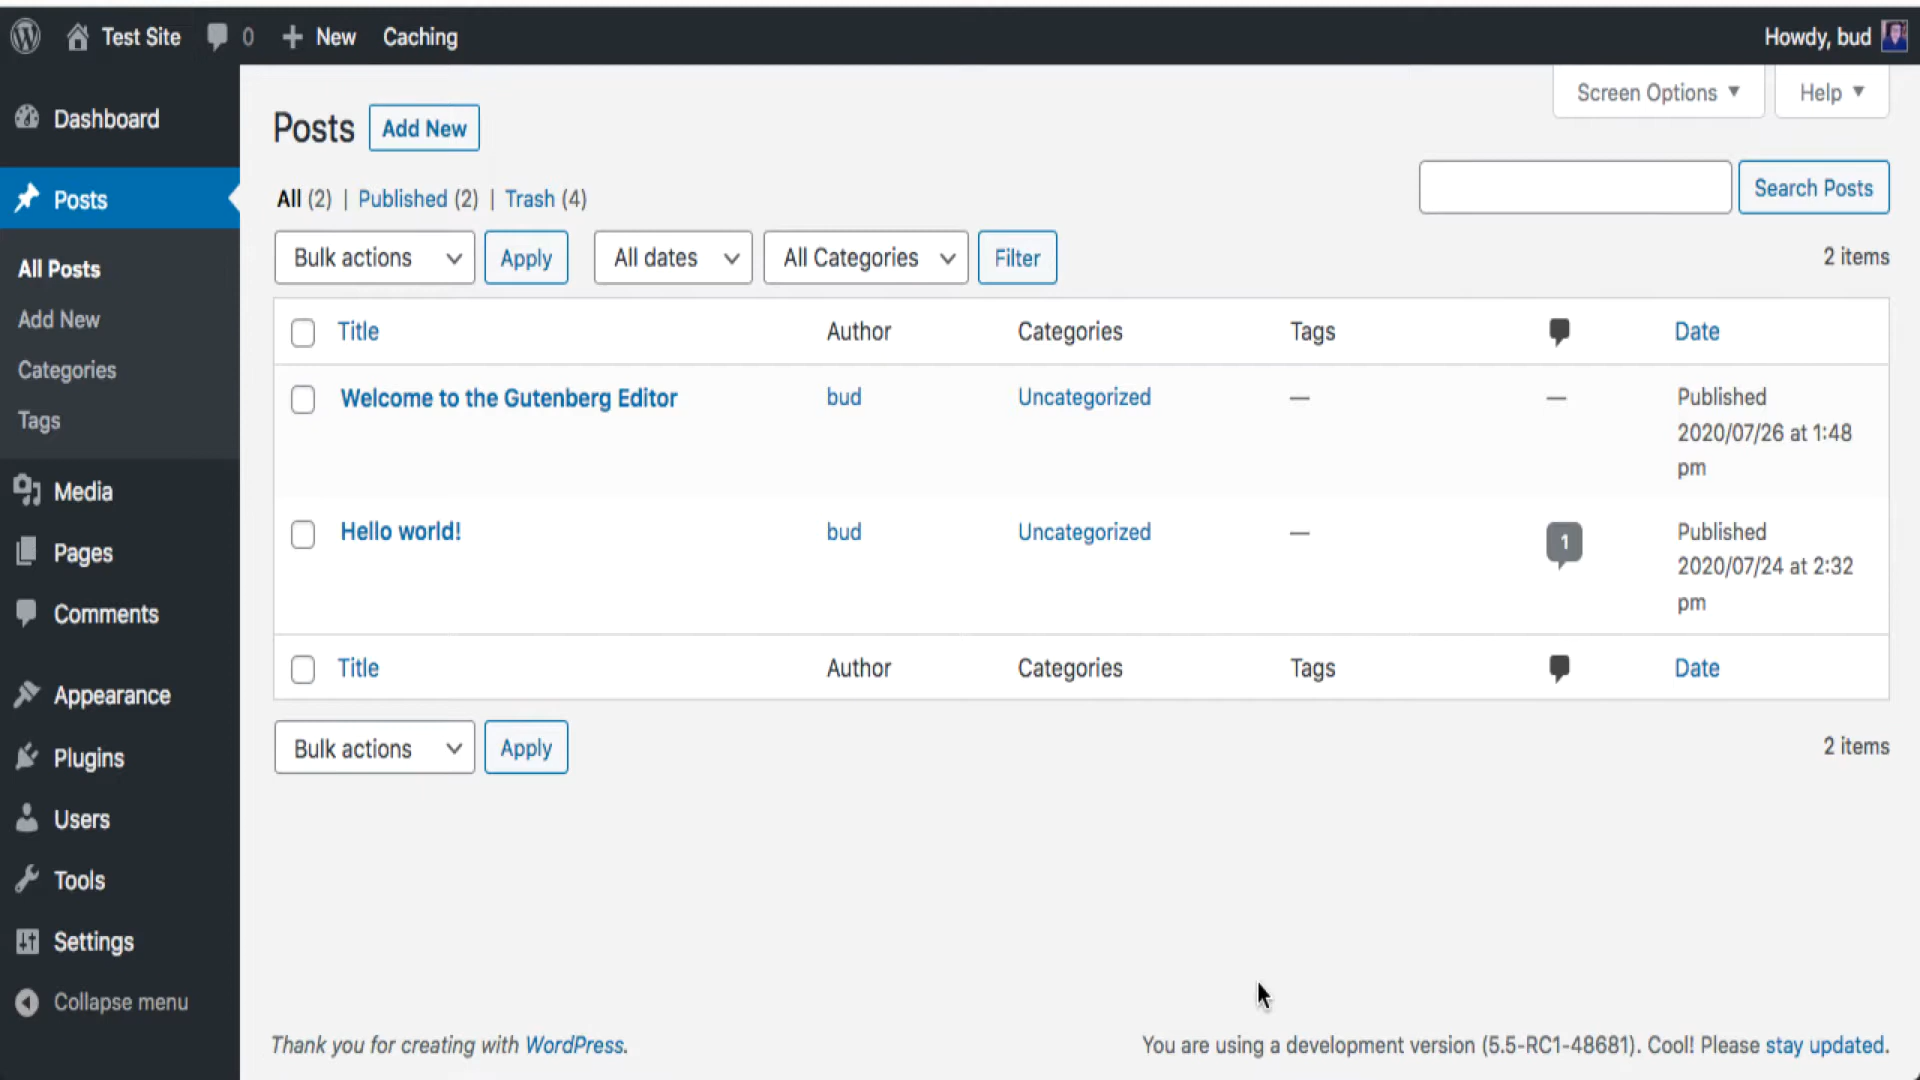 Test Site 0 New Caching Howdy, bud
Dashboard
Posts
All Posts
Add New
Categories
Tags
Media
Pages
Comments
Appearance
Plugins
Users
Tools
Settings
Collapse menu
Screen Options Help
Posts Add New
All (2) | Published (2) | Trash (4)
Search Posts
Bulk actions Apply All dates All Categories Filter 2 items
Title Author Categories Tags Date
Welcome to the Gutenberg Editor bud Uncategorized — — Published
2020/07/26 at 1:48
pm
Hello world! bud Uncategorized — 1 Published
2020/07/24 at 2:32
pm
Title Author Categories Tags Date
Bulk actions Apply 2 items
Thank you for creating with WordPress. You are using a development version (5.5-RC1-48681). Cool! Please stay updated.